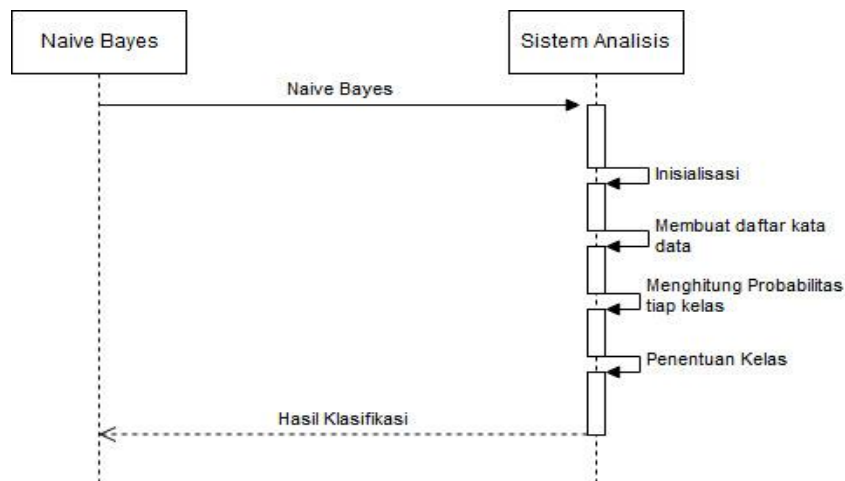 Naive Bayes
Sistem Analisis
Naive Bayes
Inisialisasi
Membuat daftar kata
data
Menghitung Probabilitas
tiap kelas
Penentuan Kelas
Hasil Klasifikasi